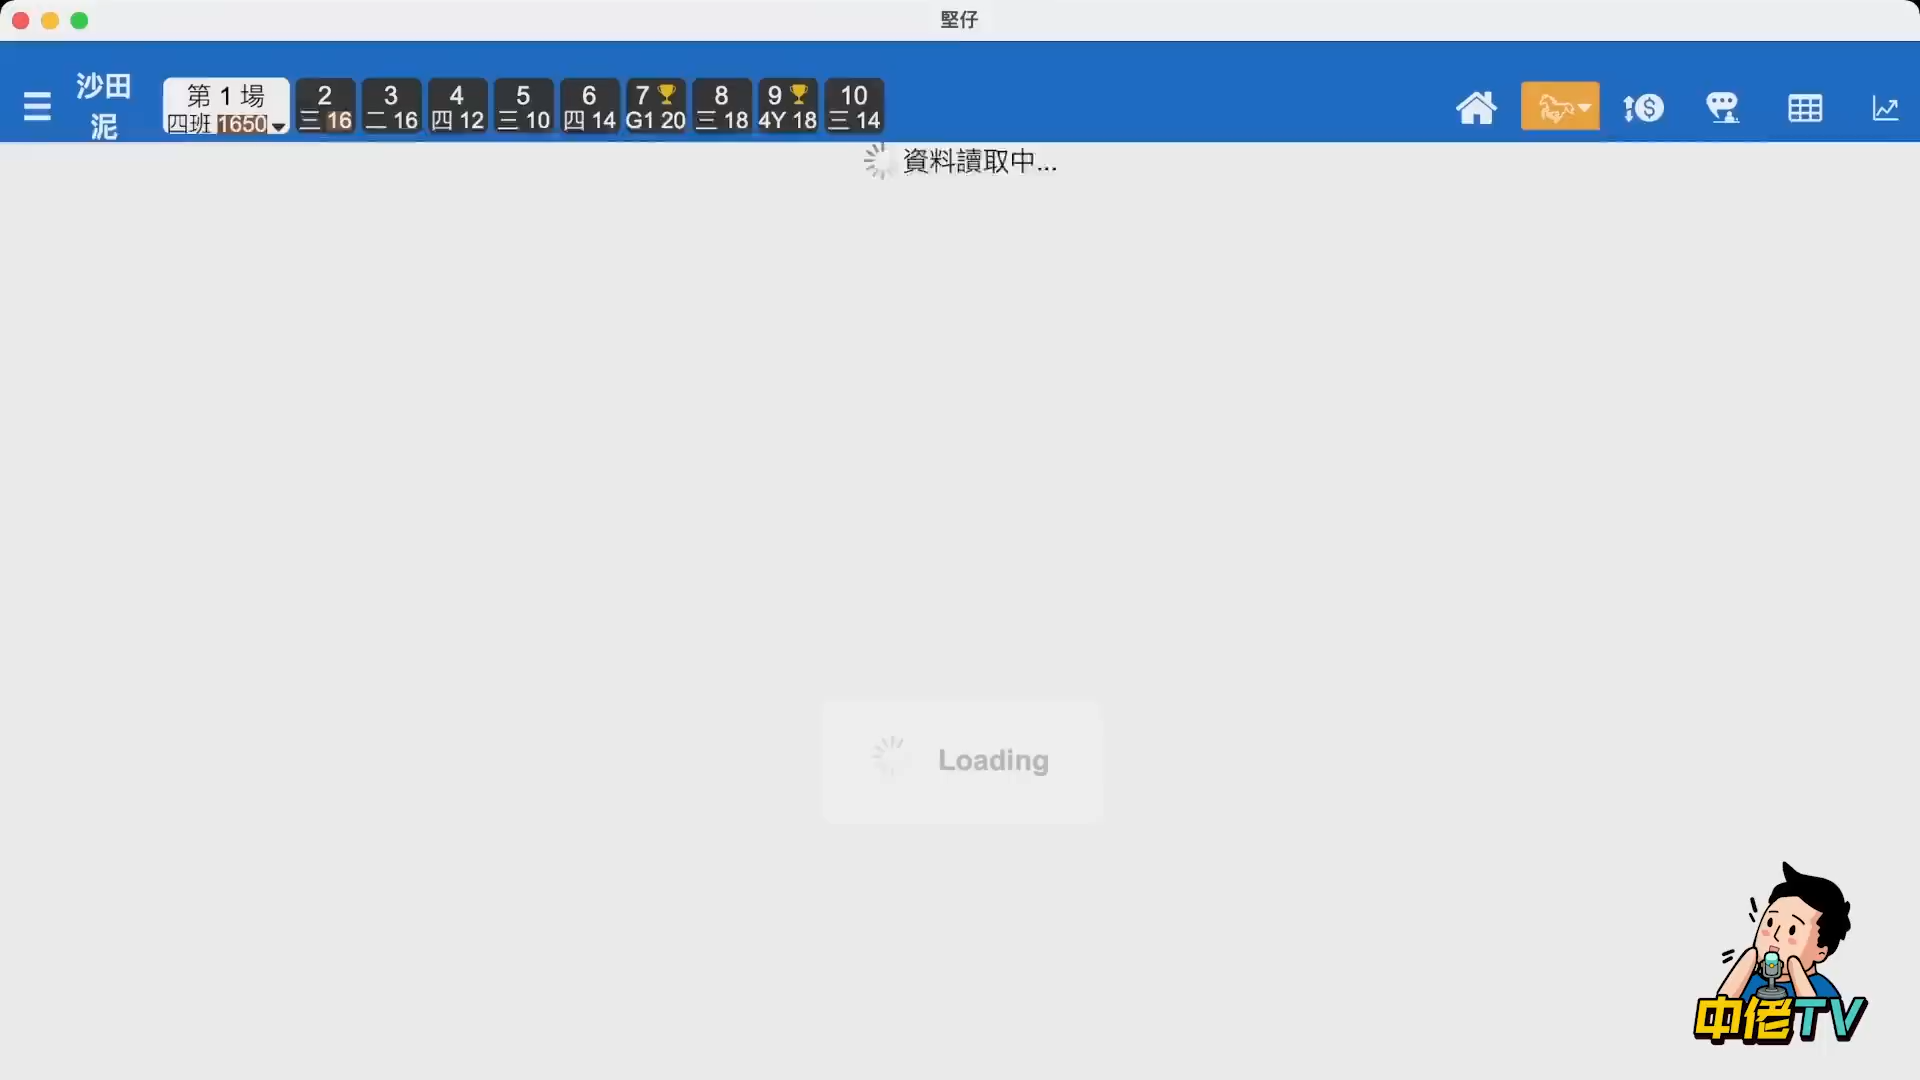 堅仔
沙田
泥
第 1 場
四班 1650
2
三 16
3
二 16
4
四 12
5
三 10
6
四 14
7
G1 20
8
三 18
9
4Y 18
10
三 14
資料讀取中...
Loading
中佬TV